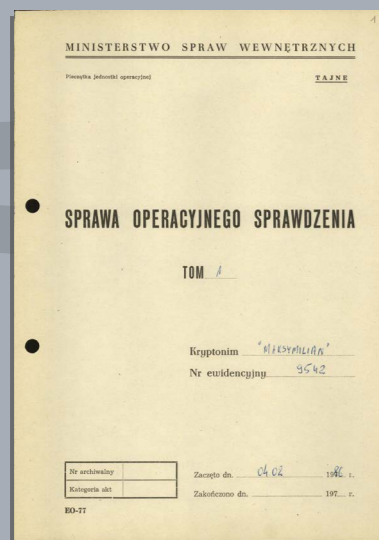 1
MINISTERSTWO SPRAW WEWNĘTRZNYCH
Pieczątka jednostki operacyjnej
TAJNE
SPRAWA OPERACYJNEGO SPRAWDZENIA
TOM 1
Kryptonim "MAKSYMILIAN"
Nr ewidencyjny 9542
Nr archiwalny
Kategoria akt
Zaczęto dn. 04.02 1986 r.
Zakończono dn. 197 r.
EO-77